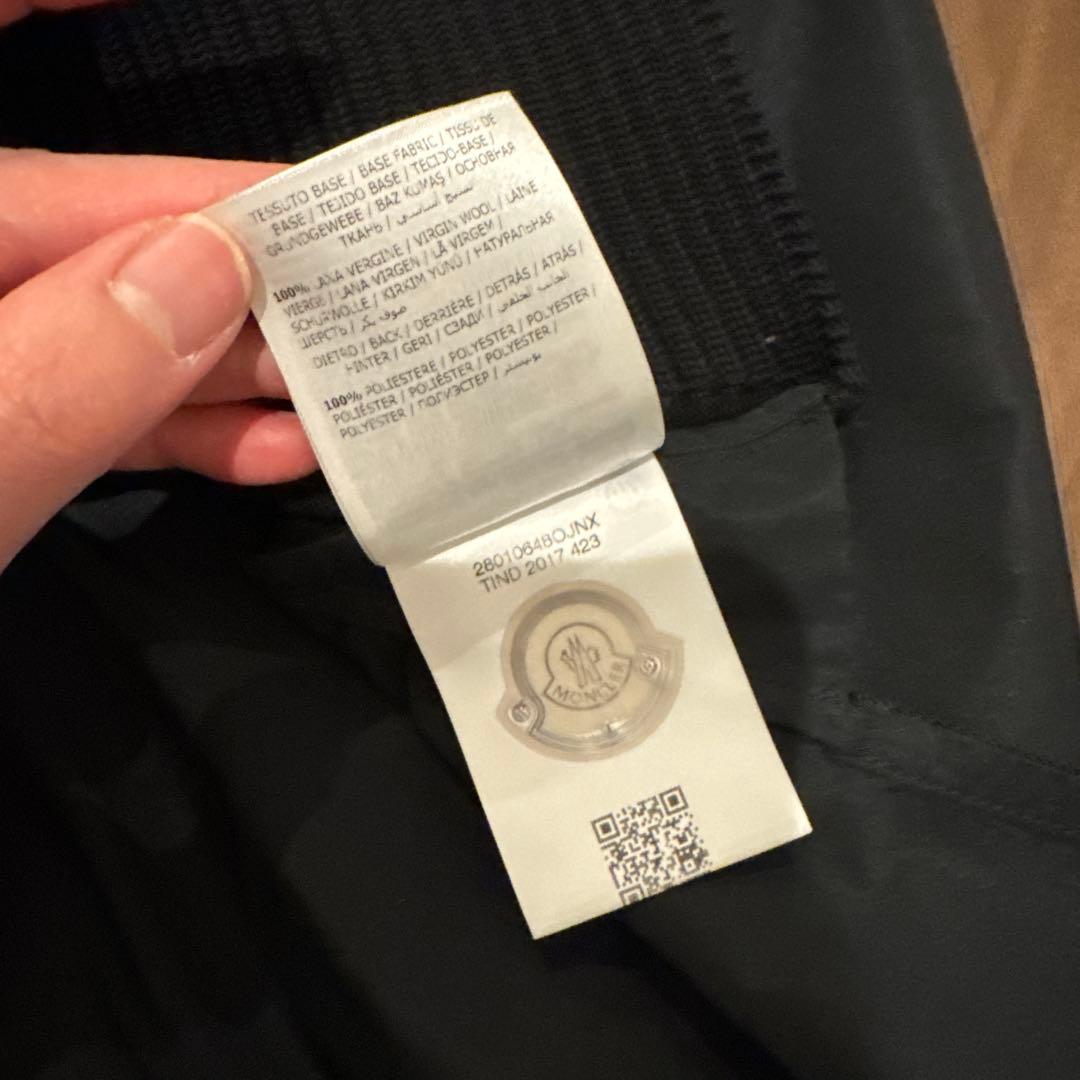 TESSUTO BASE / BASE FABRIC / TISSU DE
BASE / TEJIDO BASE / TECIDO-BASE /
GRUNDGEWEBE / BAZ KUMAŞ / ОСНОВНАЯ
ТКАНЬ / نسيج أساسي
100% LANA VERGINE / VIRGIN WOOL / LAINE
VIERGE / LANA VIRGEN / LÃ VIRGEM /
SCHURWOLLE / KIRKIM YÜNÜ / НАТУРАЛЬНАЯ
ШЕРСТЬ / صوف بكر
DIETRO / BACK / DERRIÈRE / DETRÁS / ATRÁS /
HINTER / GERI / СЗАДИ / الجانب الخلفي
100% POLIESTERE / POLYESTER / POLYESTER /
POLIÉSTER / POLIÉSTER / POLYESTER /
POLYESTER / ПОЛИЭСТЕР / بوليستر
28010648OJNX
TIND 2017 423
MONCLER